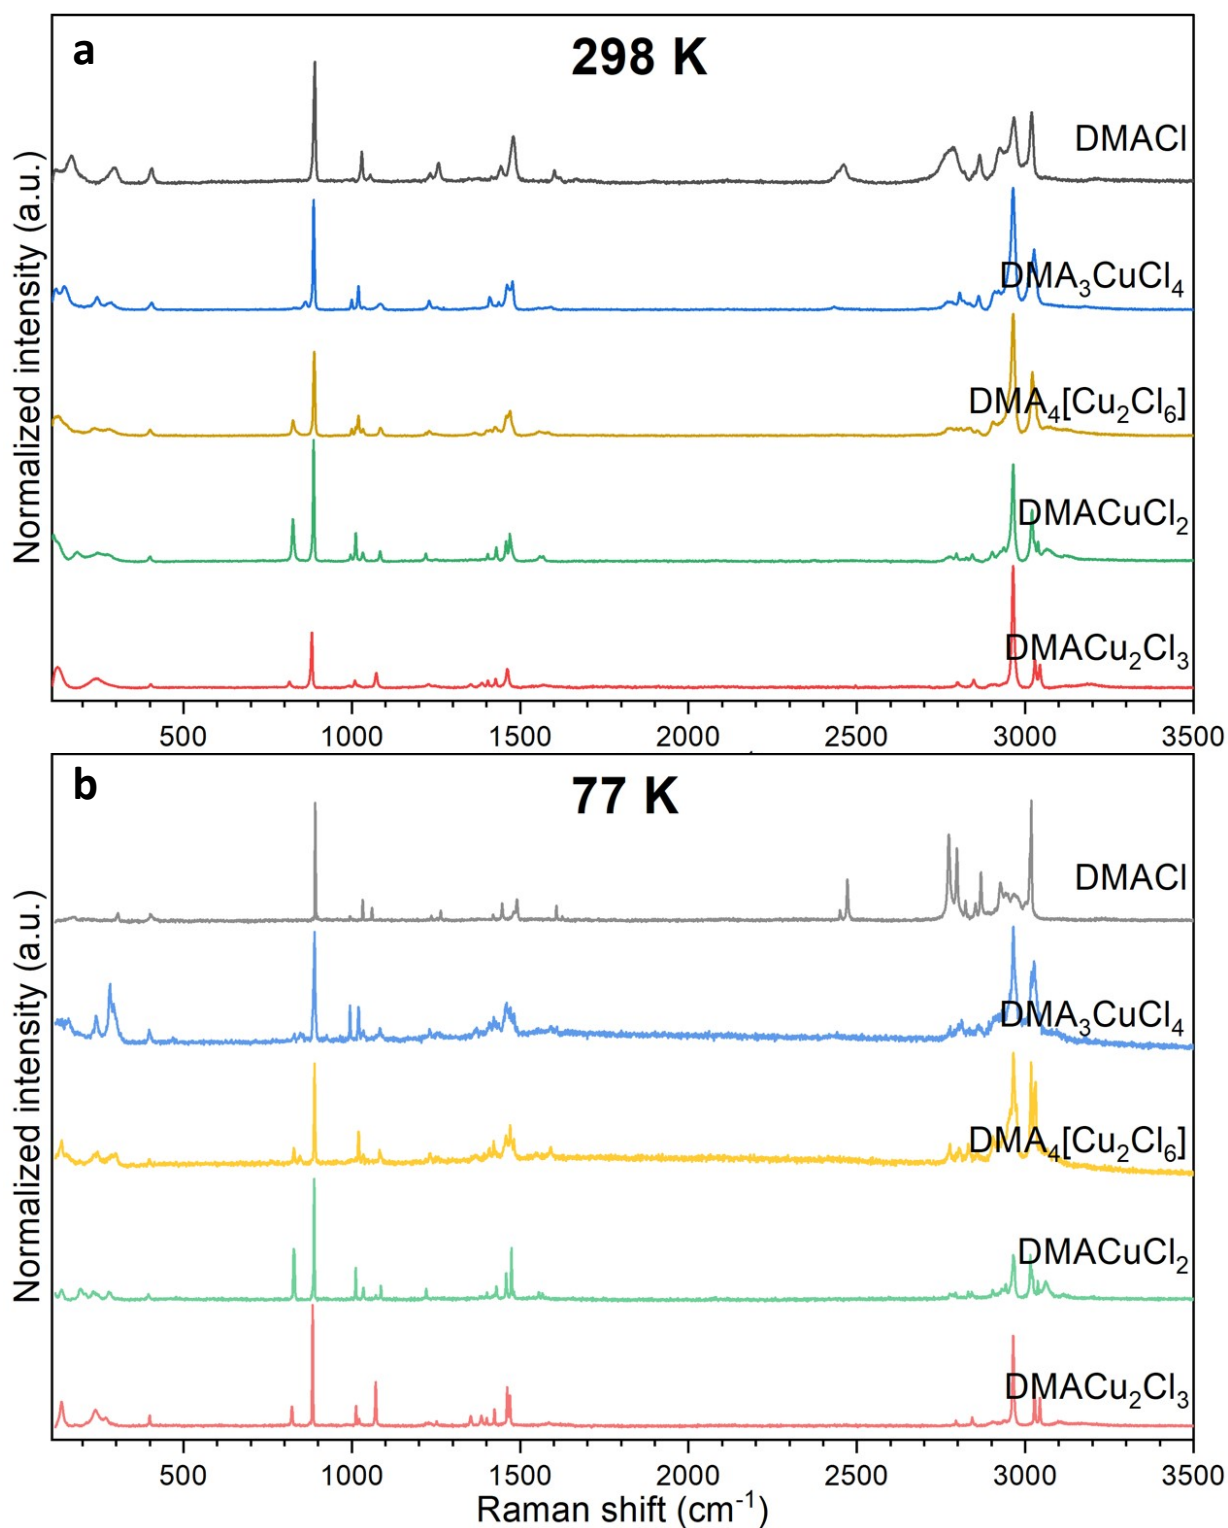 a
298 K
DMACl
DMA₃CuCl₄
DMA₄[Cu₂Cl₆]
DMACuCl₂
DMACu₂Cl₃
Normalized intensity (a.u.)
500 1000 1500 2000 2500 3000 3500
b
77 K
DMACl
DMA₃CuCl₄
DMA₄[Cu₂Cl₆]
DMACuCl₂
DMACu₂Cl₃
Normalized intensity (a.u.)
500 1000 1500 2000 2500 3000 3500
Raman shift (cm⁻¹)